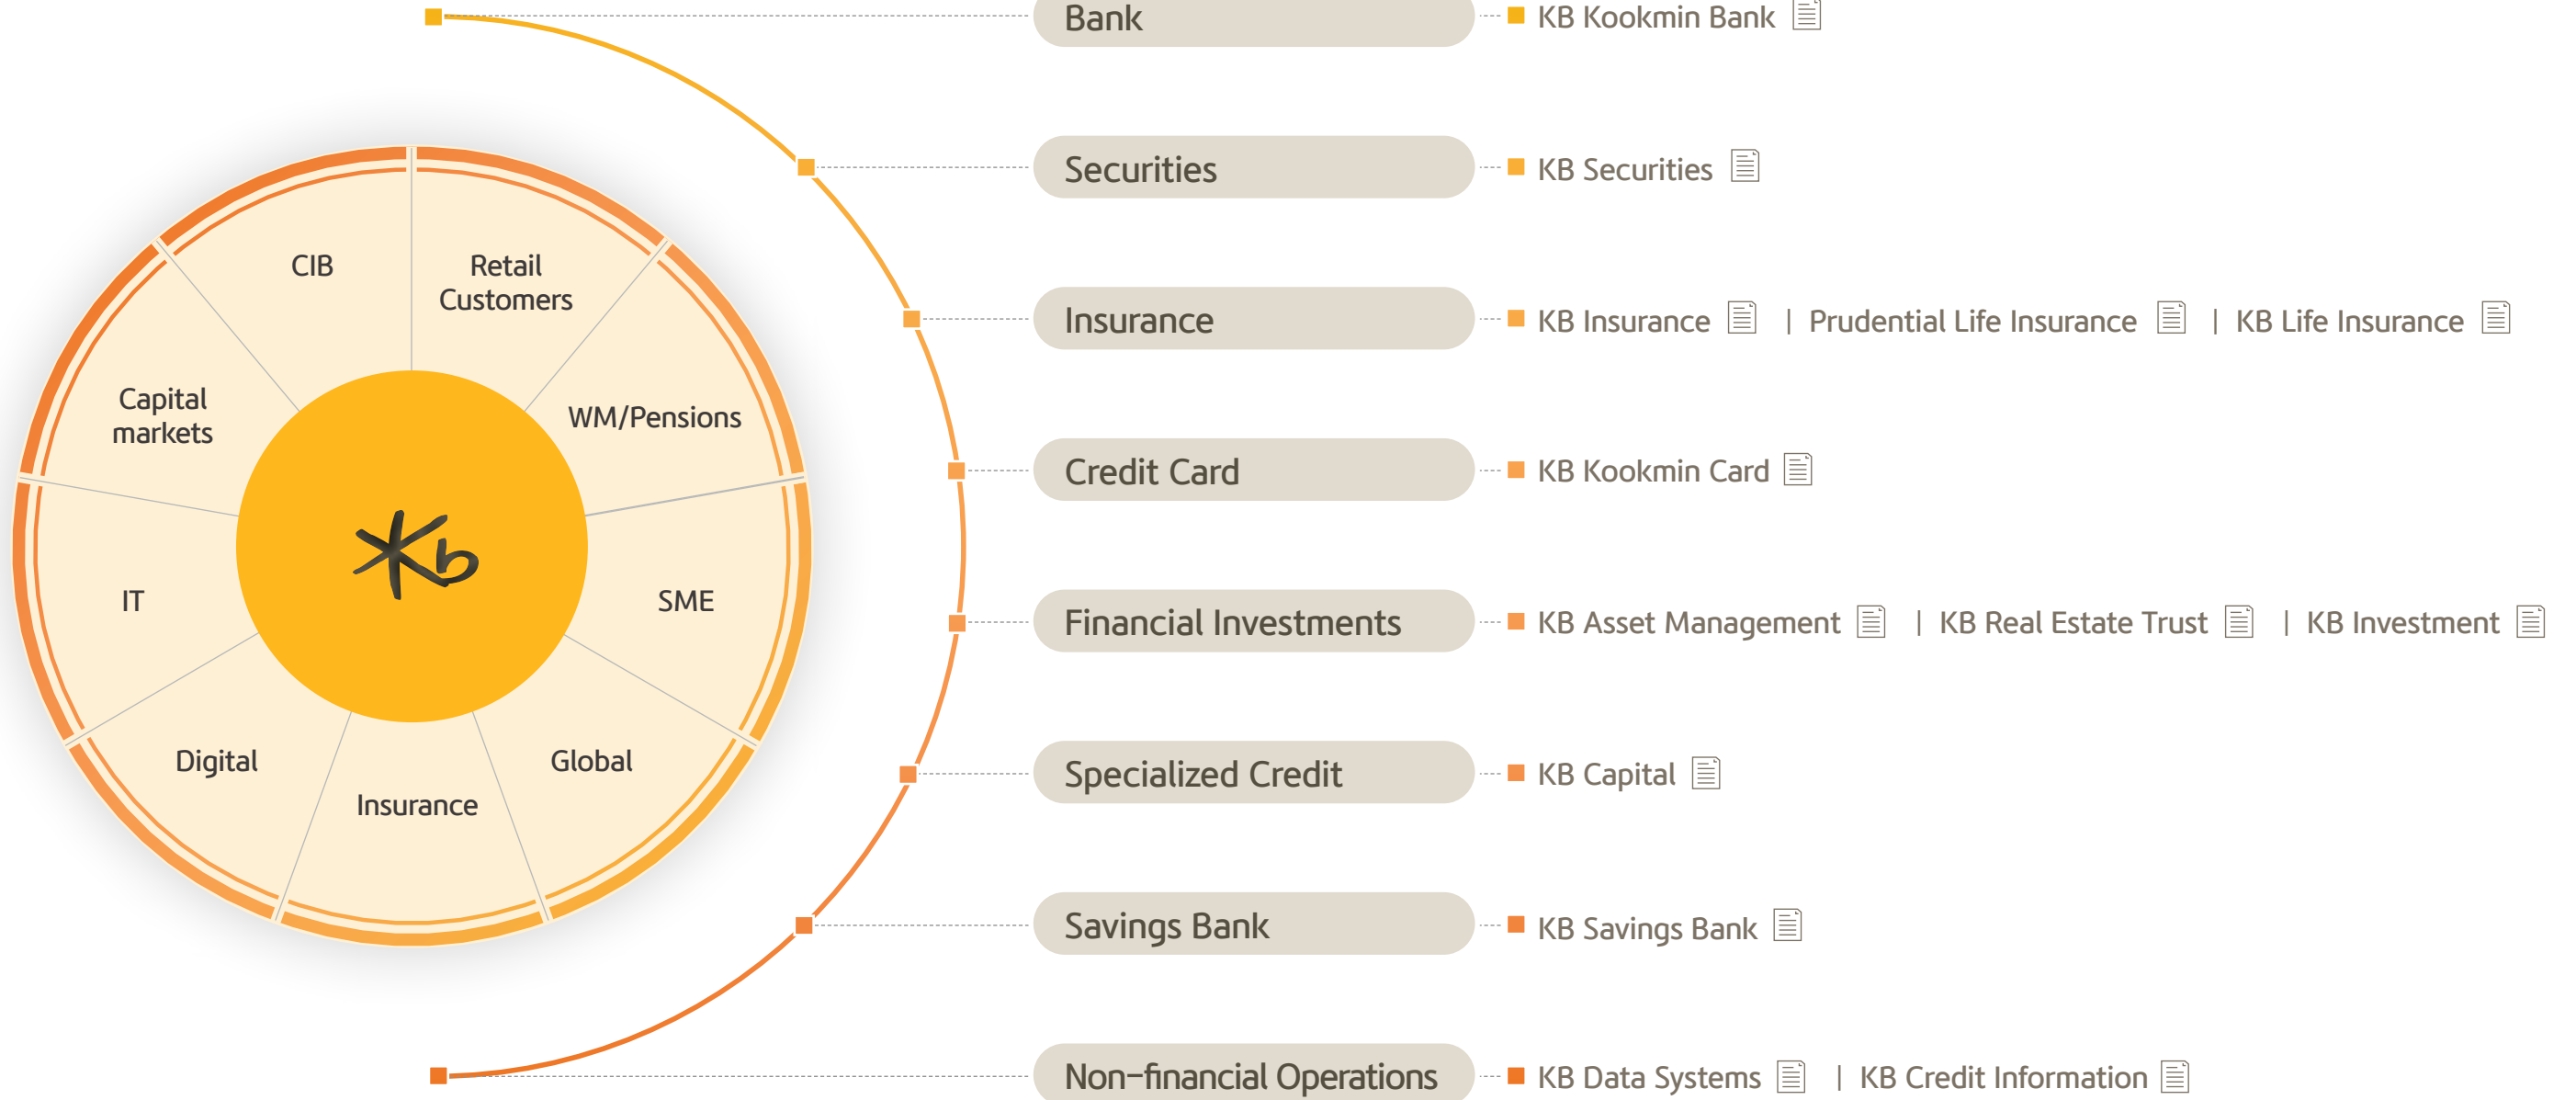 CIB
Retail
Customers
Capital
markets
WM/Pensions
IT
SME
Digital
Global
Insurance
Kb
Bank
KB Kookmin Bank
Securities
KB Securities
Insurance
KB Insurance | Prudential Life Insurance | KB Life Insurance
Credit Card
KB Kookmin Card
Financial Investments
KB Asset Management | KB Real Estate Trust | KB Investment
Specialized Credit
KB Capital
Savings Bank
KB Savings Bank
Non-financial Operations
KB Data Systems | KB Credit Information